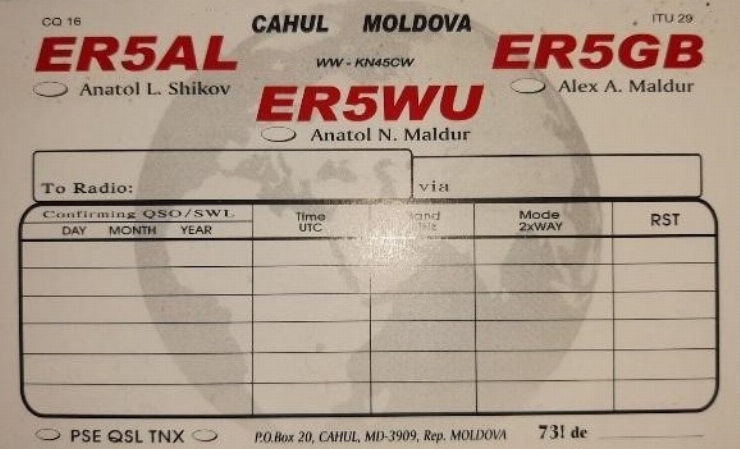 CQ 16 CAHUL MOLDOVA ITU 29
ER5AL WW - KN45CW ER5GB
Anatol L. Shikov Alex A. Maldur
ER5WU
Anatol N. Maldur
To Radio: via
Confirming QSO/SWL Time Mode RST
DAY MONTH YEAR UTC 2xWAY
PSE QSL TNX P.O.Box 20, CAHUL, MD-3909, Rep. MOLDOVA 73! de